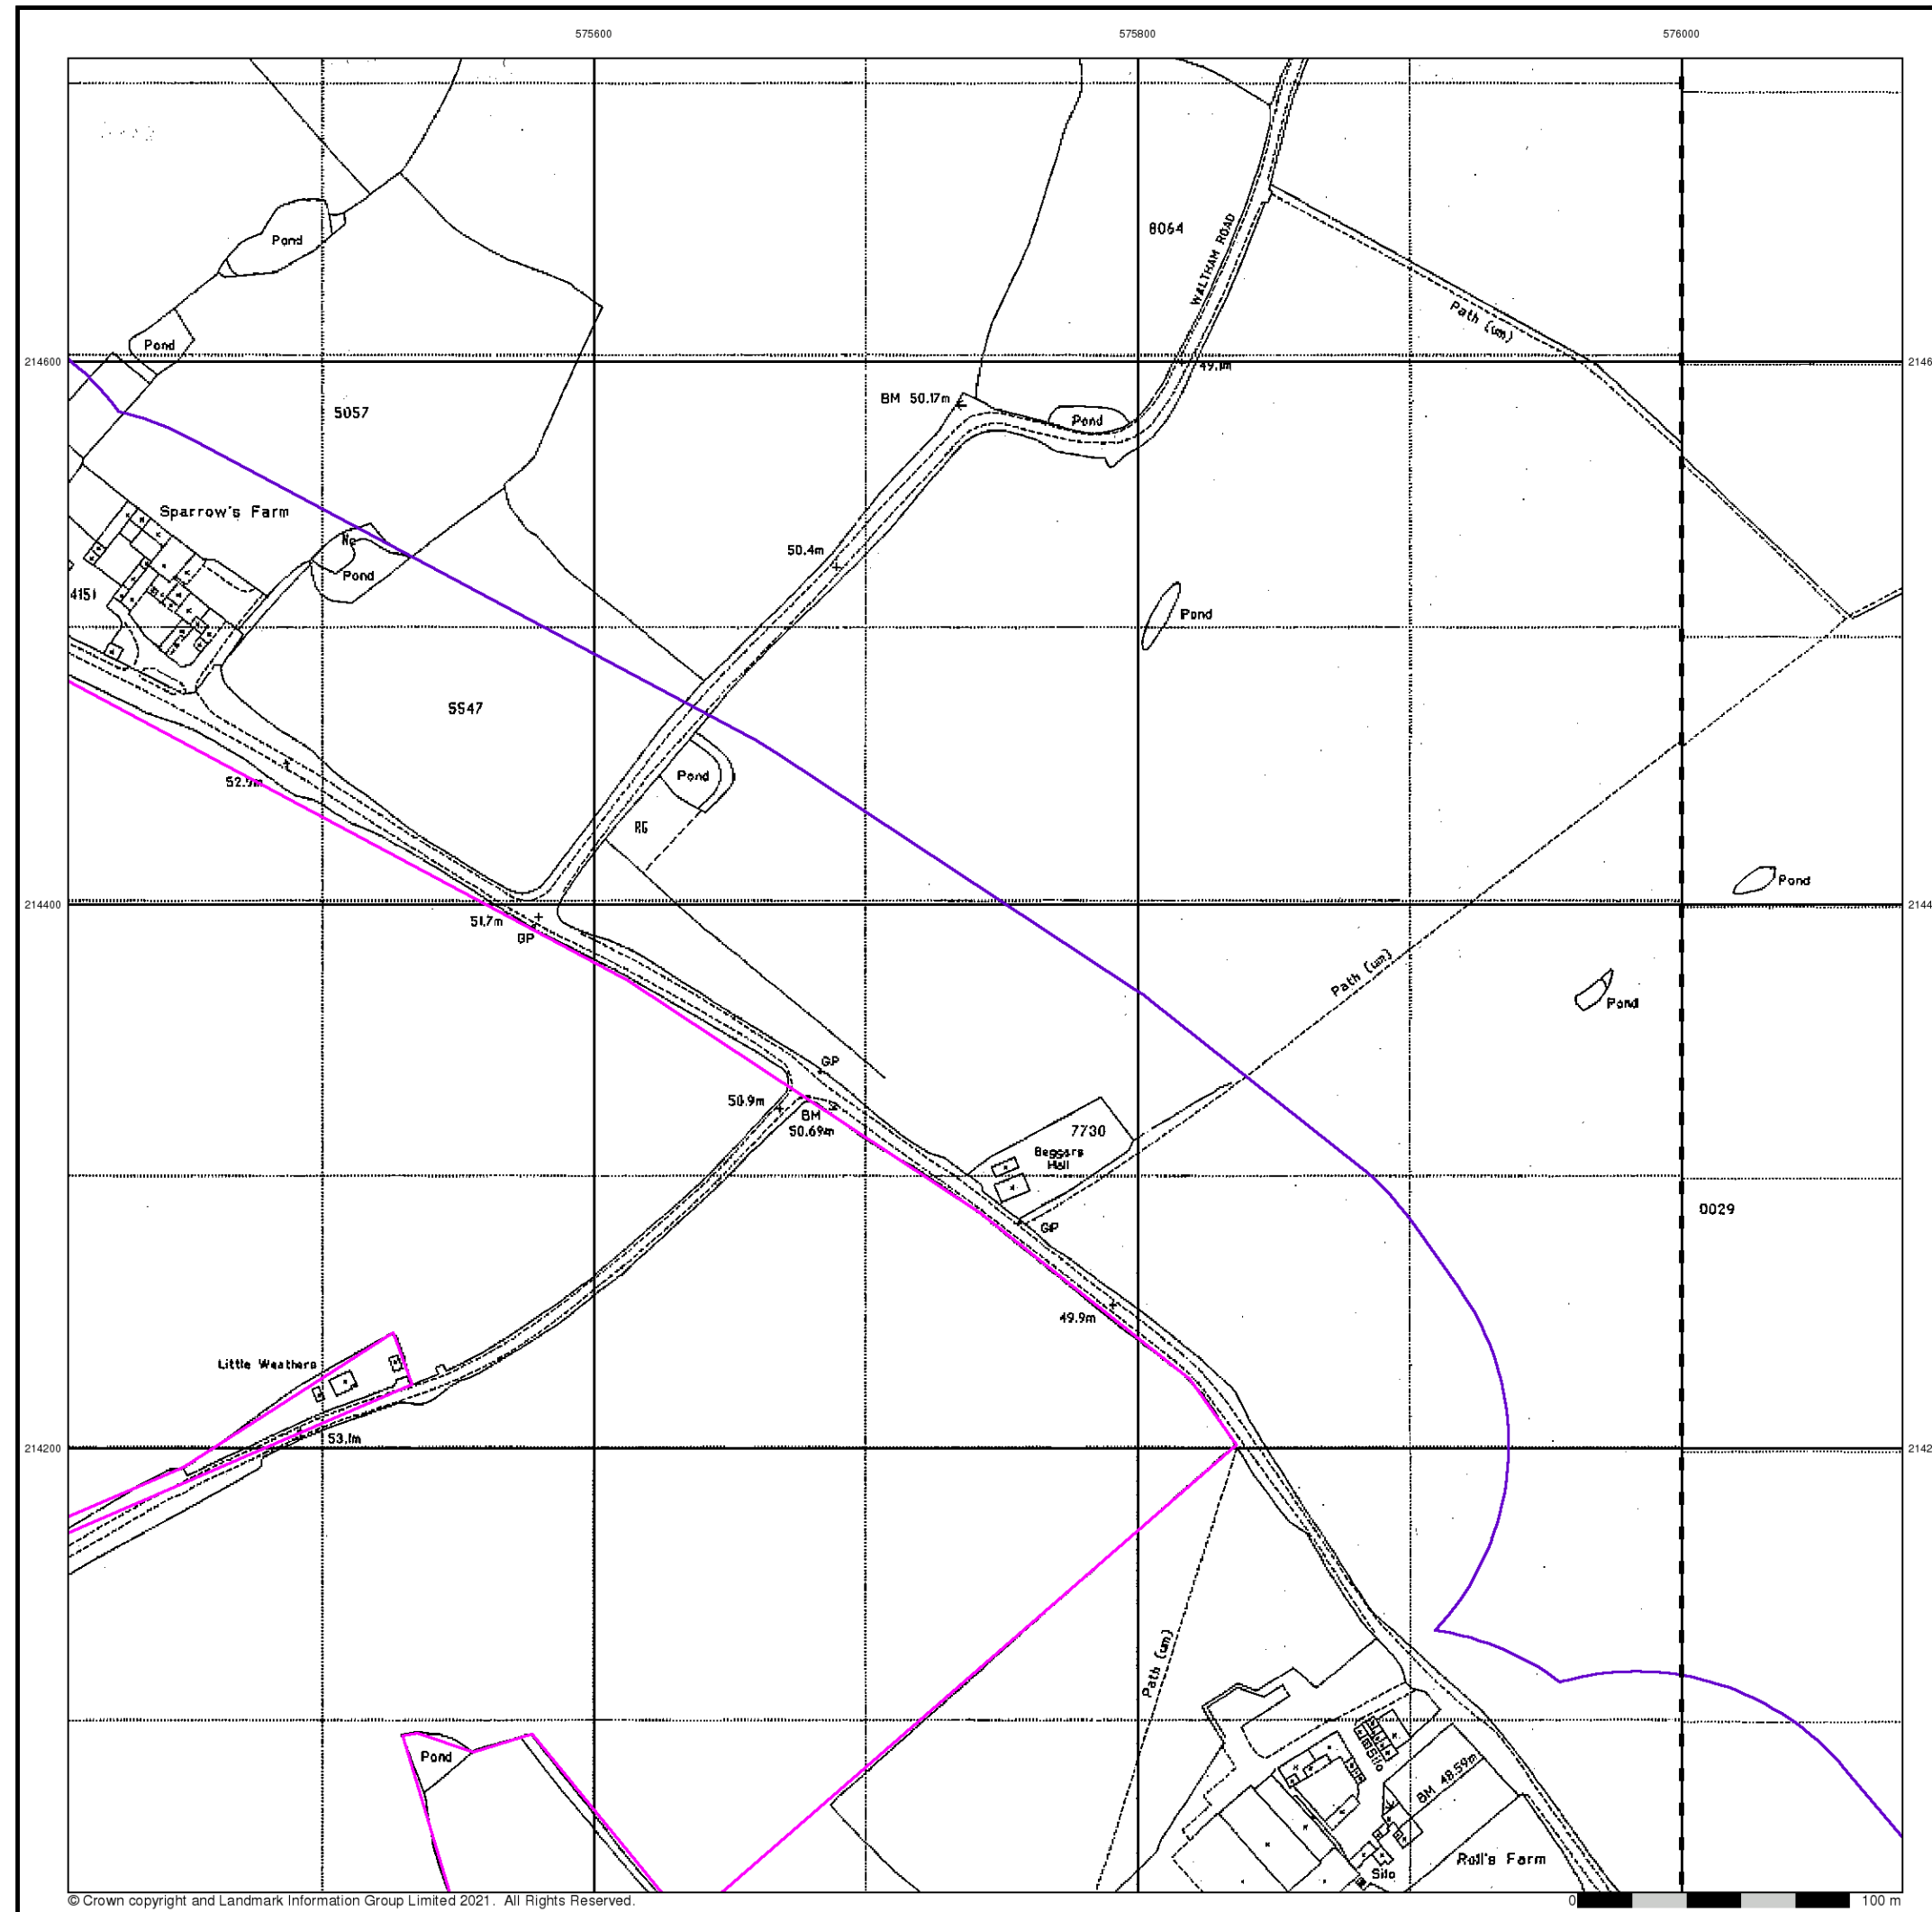 575600
575800
576000
Pond
8064
WALTHAM ROAD
Path (um)
Pond
214600
49.1m
2146
5057
BM 50.17m
Pond
Sparrow's Farm
50.4m
Pond
4151
Pond
5547
Pond
52.9m
RG
Pond
214400
2144
51.7m
GP
Path (um)
Pond
GP
50.9m
BM
50.69m
7730
Beggars
Hall
0029
GP
49.9m
Little Weathers
53.1m
214200
2142
Path (um)
Pond
Silo
BM 48.59m
Roll's Farm
Silo
© Crown copyright and Landmark Information Group Limited 2021. All Rights Reserved.
0
100 m